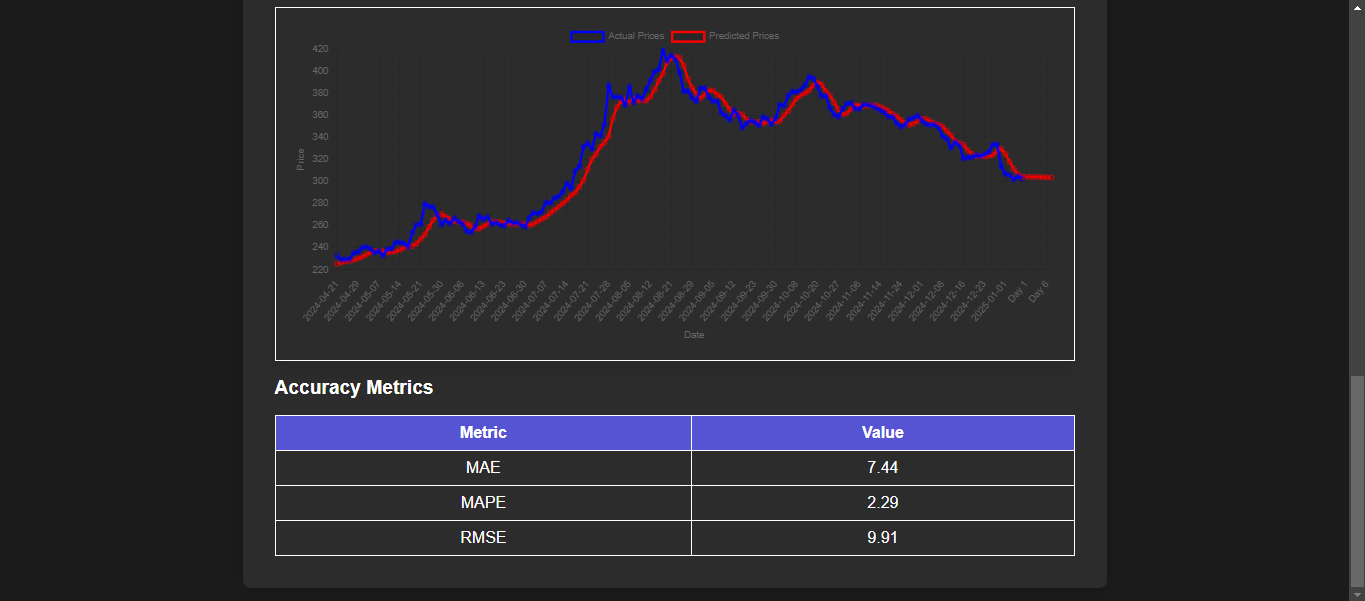 Actual Prices Predicted Prices
420
400
380
360
340
320
300
280
260
240
220
Price
2024-04-21 2024-04-29 2024-05-07 2024-05-14 2024-05-21 2024-05-30 2024-06-06 2024-06-13 2024-06-23 2024-06-30 2024-07-07 2024-07-14 2024-07-21 2024-07-28 2024-08-05 2024-08-12 2024-08-21 2024-08-29 2024-09-05 2024-09-12 2024-09-23 2024-09-30 2024-10-08 2024-10-20 2024-10-27 2024-11-06 2024-11-14 2024-11-24 2024-12-01 2024-12-08 2024-12-16 2024-12-23 2025-01-01 Day 1 Day 6
Date
Accuracy Metrics
Metric Value
MAE 7.44
MAPE 2.29
RMSE 9.91